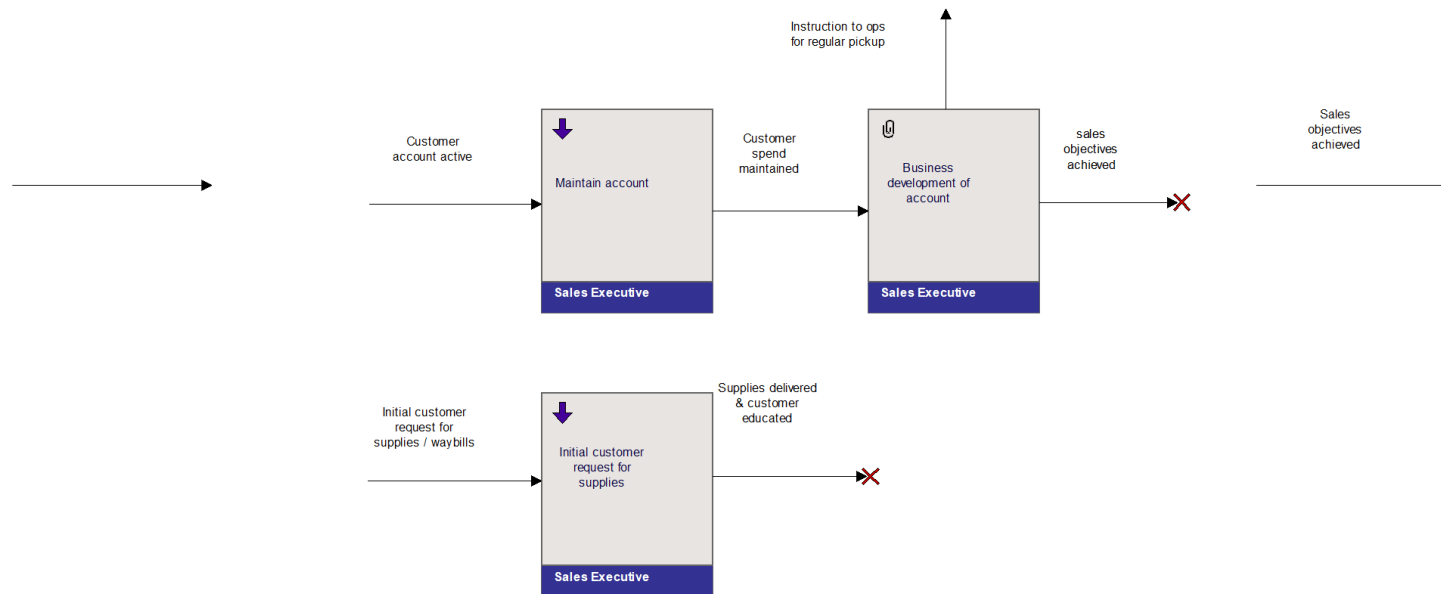 Instruction to ops
for regular pickup
Customer
account active
Maintain account
Sales Executive
Customer
spend
maintained
Business
development of
account
Sales Executive
sales
objectives
achieved
Sales
objectives
achieved
Initial customer
request for
supplies / waybills
Initial customer
request for
supplies
Sales Executive
Supplies delivered
& customer
educated